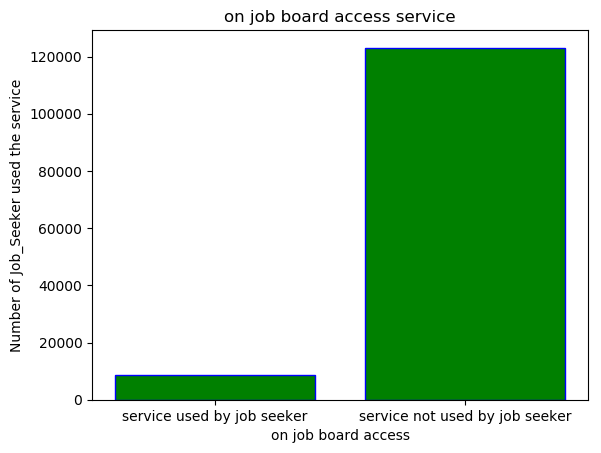 on job board access service
Number of Job_Seeker used the service
120000
100000
80000
60000
40000
20000
0
service used by job seeker
service not used by job seeker
on job board access